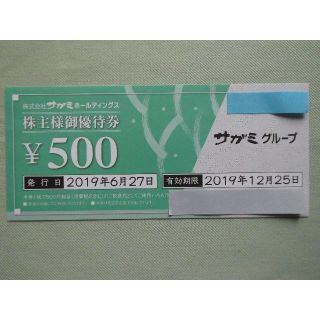 株式会社サガミホールディングス
株主様御優待券
¥500
サガミ グループ
発行日 2019年6月27日
有効期限 2019年12月25日